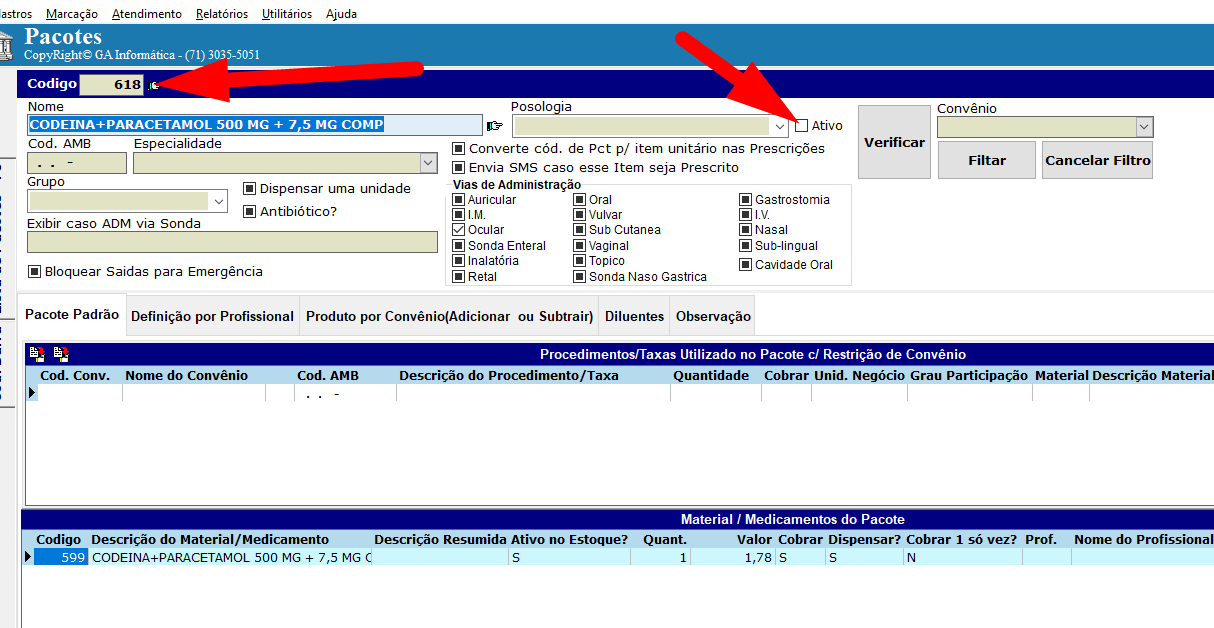 Marcação Atendimento Relatórios Utilitários Ajuda
Pacotes
CopyRight© GA Informática - (71) 3035-5051
Codigo 618
Nome Posologia Convênio
CODEINA+PARACETAMOL 500 MG + 7,5 MG COMP Ativo
Verificar
Cod. AMB Especialidade
. . -
Converte cód. de Pct p/ item unitário nas Prescrições
Envia SMS caso esse Item seja Prescrito
Filtar Cancelar Filtro
Grupo
Dispensar uma unidade
Antibiótico?
Exibir caso ADM via Sonda
Bloquear Saidas para Emergência
Vias de Administração
Auricular Oral Gastrostomia
I.M. Vulvar I.V.
Ocular Sub Cutanea Nasal
Sonda Enteral Vaginal Sub-lingual
Inalatória Topico Cavidade Oral
Retal Sonda Naso Gastrica
Pacote Padrão Definição por Profissional Produto por Convênio(Adicionar ou Subtrair) Diluentes Observação
Procedimentos/Taxas Utilizado no Pacote c/ Restrição de Convênio
Cod. Conv. Nome do Convênio Cod. AMB Descrição do Procedimento/Taxa Quantidade Cobrar Unid. Negócio Grau Participação Material Descrição Material
. . -
Material / Medicamentos do Pacote
Codigo Descrição do Material/Medicamento Descrição Resumida Ativo no Estoque? Quant. Valor Cobrar Dispensar? Cobrar 1 só vez? Prof. Nome do Profissional
599 CODEINA+PARACETAMOL 500 MG + 7,5 MG C S 1 1,78 S S N